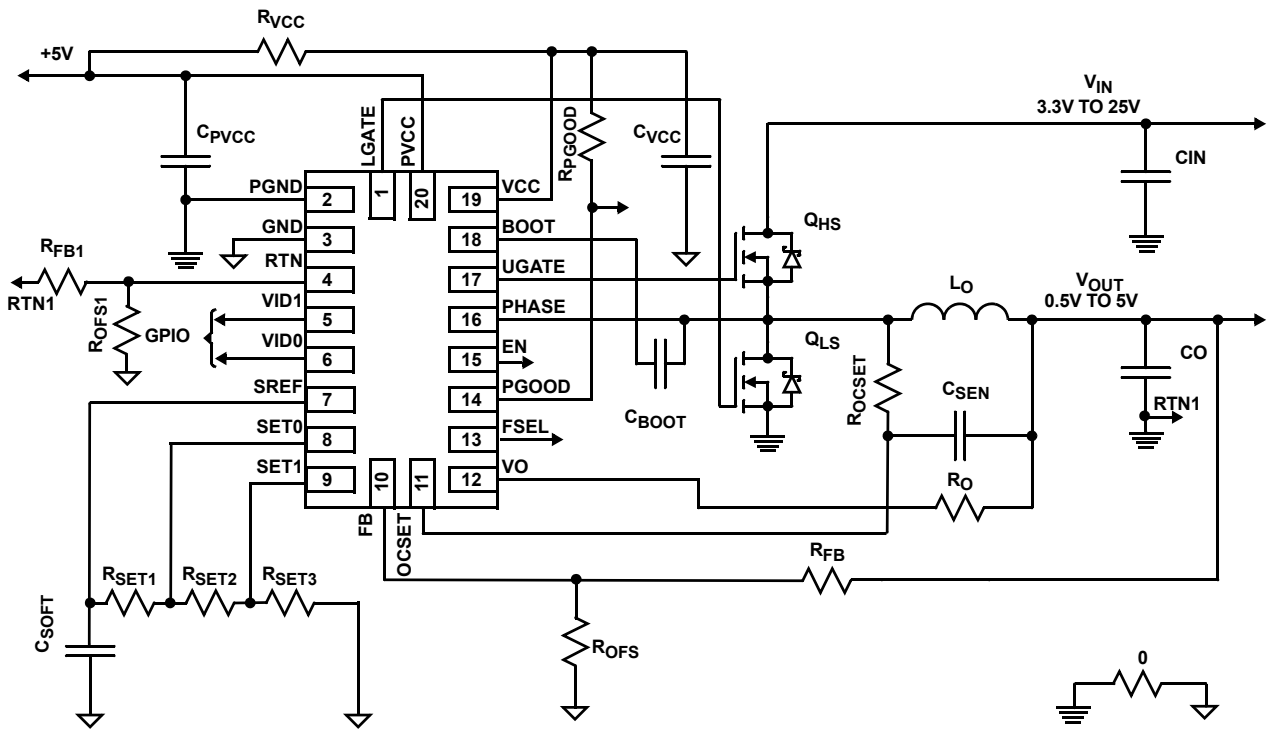 RVCC
+5V
VIN
3.3V TO 25V
CPVCC
LGATE
PVCC
RPGOOD
CVCC
CIN
PGND
2
1
20
19
VCC
GND
3
18
BOOT
QHS
RFB1
RTN
4
17
UGATE
RTN1
ROFS1
GPIO
VID1
5
16
PHASE
LO
VOUT
0.5V TO 5V
VID0
6
15
EN
QLS
CO
SREF
7
14
PGOOD
CBOOT
ROCSET
CSEN
RTN1
SET0
8
13
FSEL
SET1
9
10
11
12
VO
RO
FB
OCSET
RFB
RSET1
RSET2
RSET3
CSOFT
ROFS
0